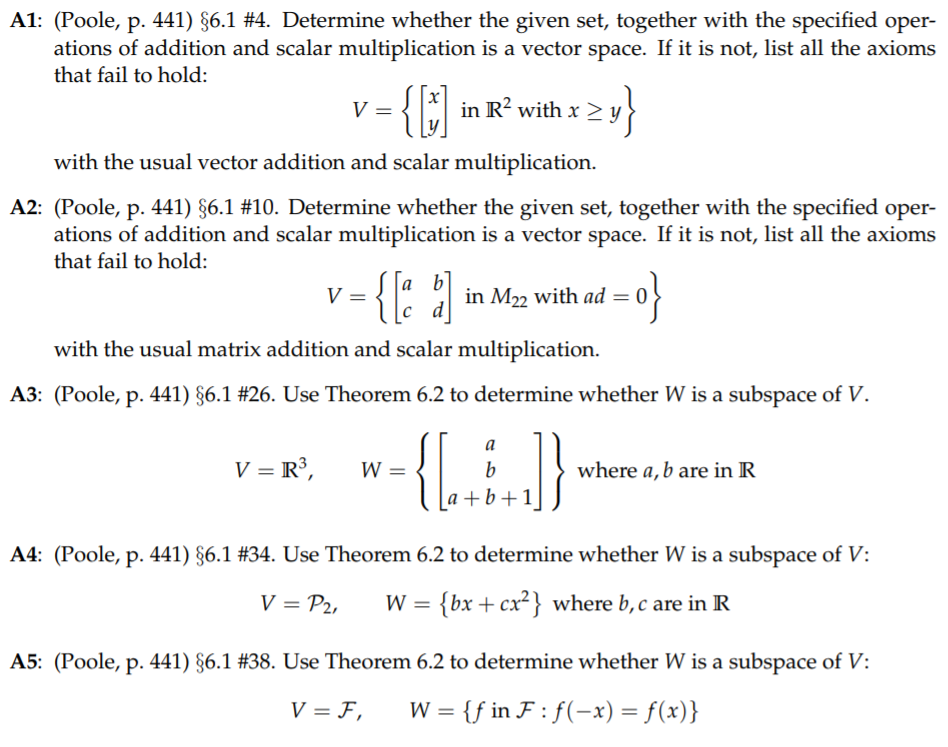 A1: (Poole, p. 441) §6.1 #4. Determine whether the given set, together with the specified oper-
ations of addition and scalar multiplication is a vector space. If it is not, list all the axioms
that fail to hold:
V = { [x y] in ℝ² with x ≥ y }
with the usual vector addition and scalar multiplication.
A2: (Poole, p. 441) §6.1 #10. Determine whether the given set, together with the specified oper-
ations of addition and scalar multiplication is a vector space. If it is not, list all the axioms
that fail to hold:
V = { [a b c d] in M₂₂ with ad = 0 }
with the usual matrix addition and scalar multiplication.
A3: (Poole, p. 441) §6.1 #26. Use Theorem 6.2 to determine whether W is a subspace of V.
V = ℝ³, W = { [a b a + b + 1] } where a, b are in ℝ
A4: (Poole, p. 441) §6.1 #34. Use Theorem 6.2 to determine whether W is a subspace of V:
V = 𝒫₂, W = {bx + cx²} where b, c are in ℝ
A5: (Poole, p. 441) §6.1 #38. Use Theorem 6.2 to determine whether W is a subspace of V:
V = ℱ, W = {f in ℱ : f(−x) = f(x)}